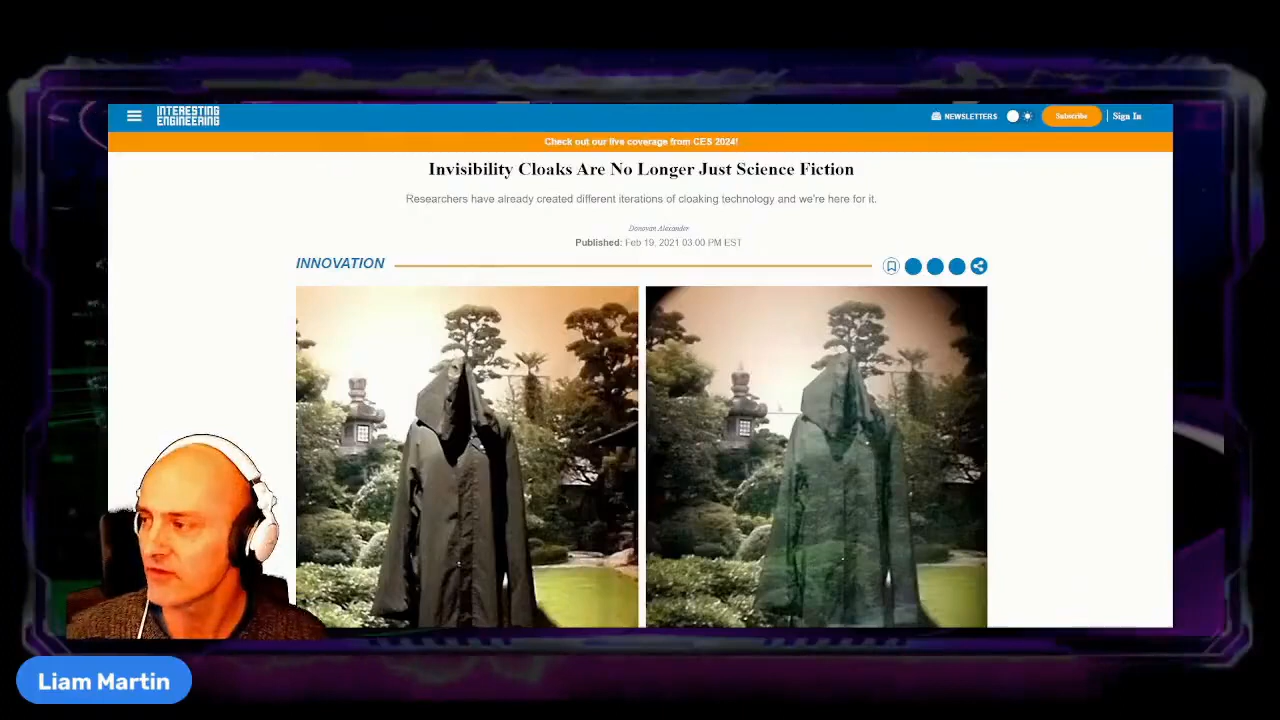 INTERESTING
ENGINEERING
NEWSLETTERS
Subscribe
Sign In
Check out our live coverage from CES 2024!
Invisibility Cloaks Are No Longer Just Science Fiction
Researchers have already created different iterations of cloaking technology and we're here for it.
Donovan Alexander
Published: Feb 19, 2021 03:00 PM EST
INNOVATION
Liam Martin